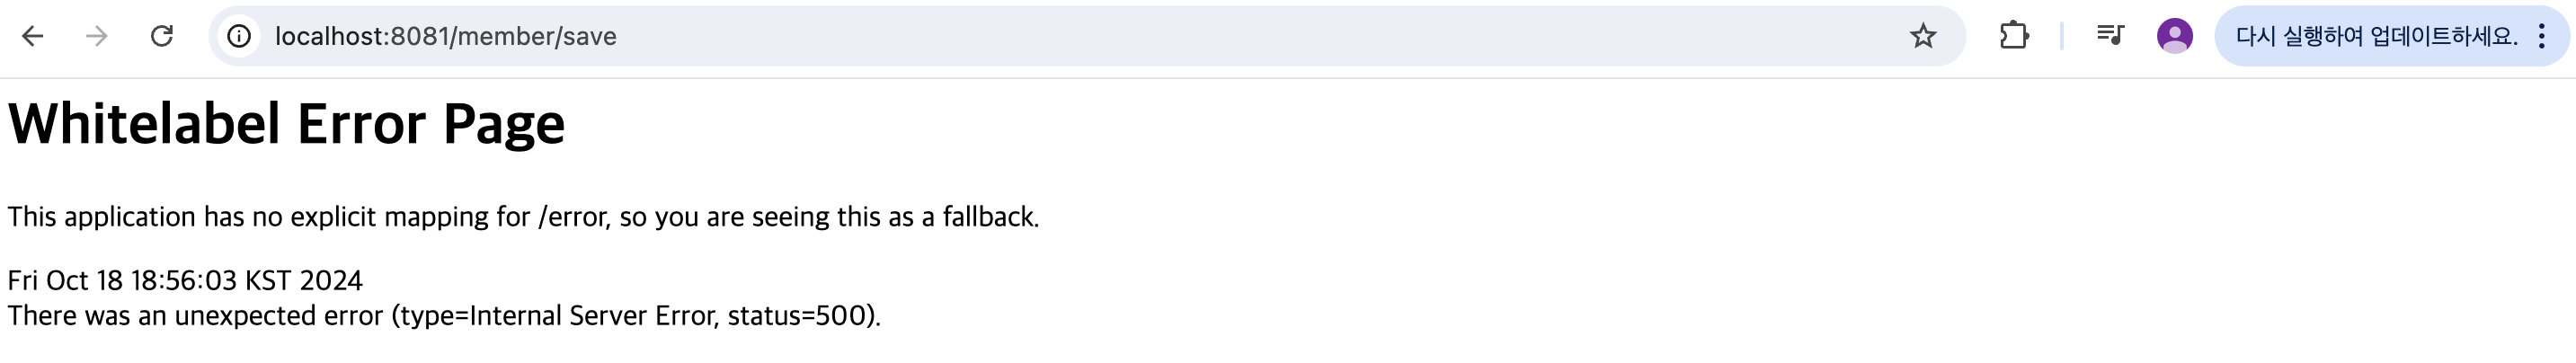 localhost:8081/member/save
다시 실행하여 업데이트하세요.
Whitelabel Error Page
This application has no explicit mapping for /error, so you are seeing this as a fallback.
Fri Oct 18 18:56:03 KST 2024
There was an unexpected error (type=Internal Server Error, status=500).